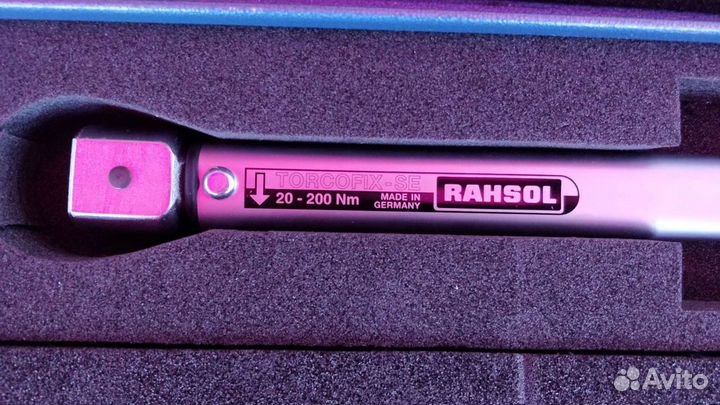 TORCOFIX-SE
20 - 200 Nm
MADE IN
GERMANY
RAHSOL
Avito